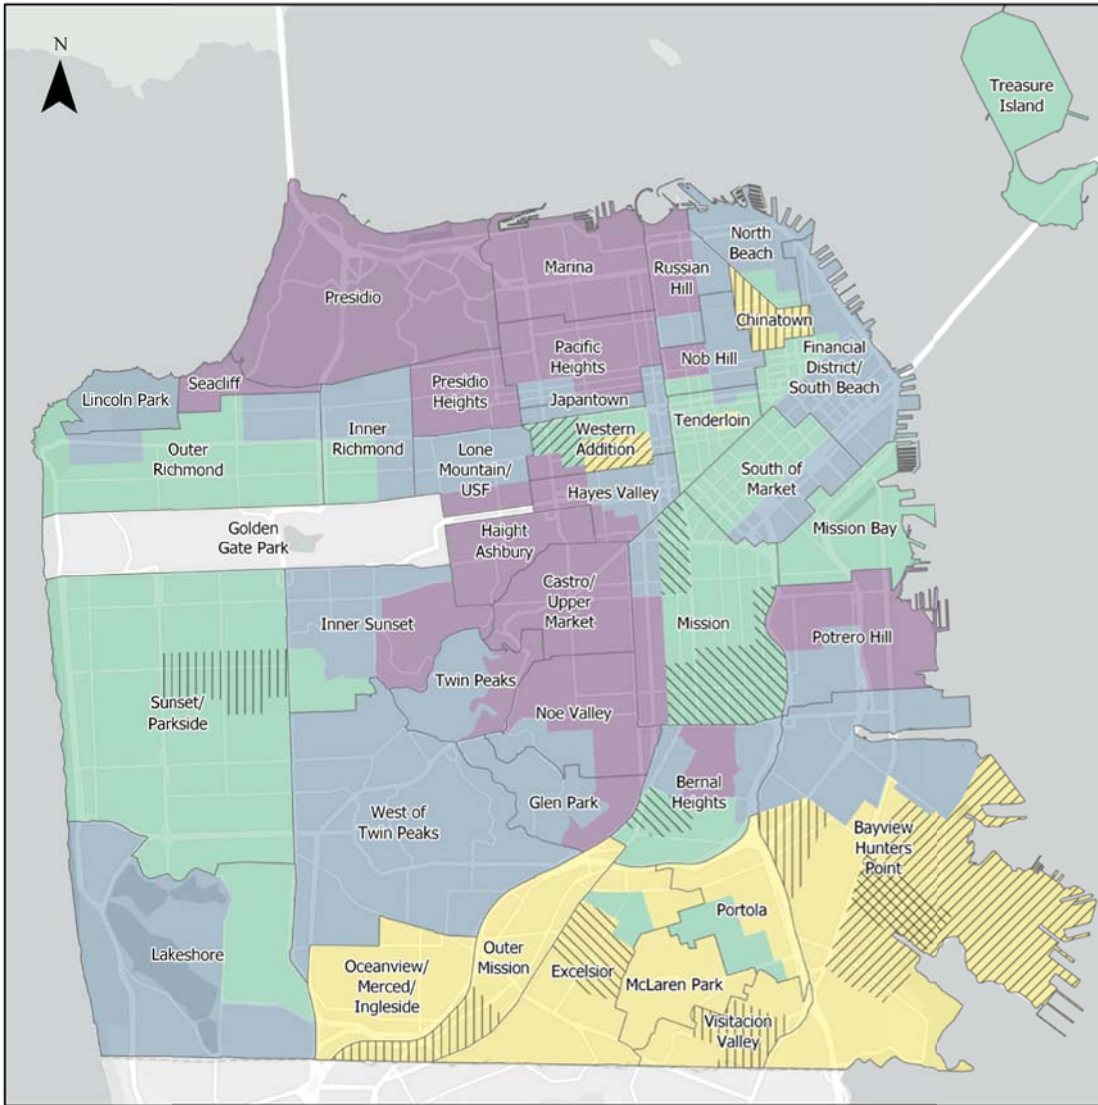 N
Treasure
Island
North
Beach
Marina
Russian
Hill
Presidio
Chinatown
Pacific
Heights
Nob Hill
Financial
District/
South Beach
Seacliff
Lincoln Park
Presidio
Heights
Japantown
Tenderloin
Western
Addition
Inner
Richmond
Outer
Richmond
Lone
Mountain/
USF
South of
Market
Hayes Valley
Golden
Gate Park
Haight
Ashbury
Mission Bay
Castro/
Upper
Market
Inner Sunset
Mission
Potrero Hill
Twin Peaks
Sunset/
Parkside
Noe Valley
Bernal
Heights
Glen Park
West of
Twin Peaks
Bayview
Hunters
Point
Portola
Lakeshore
Outer
Mission
Oceanview/
Merced/
Ingleside
Excelsior
McLaren Park
Visitacion
Valley